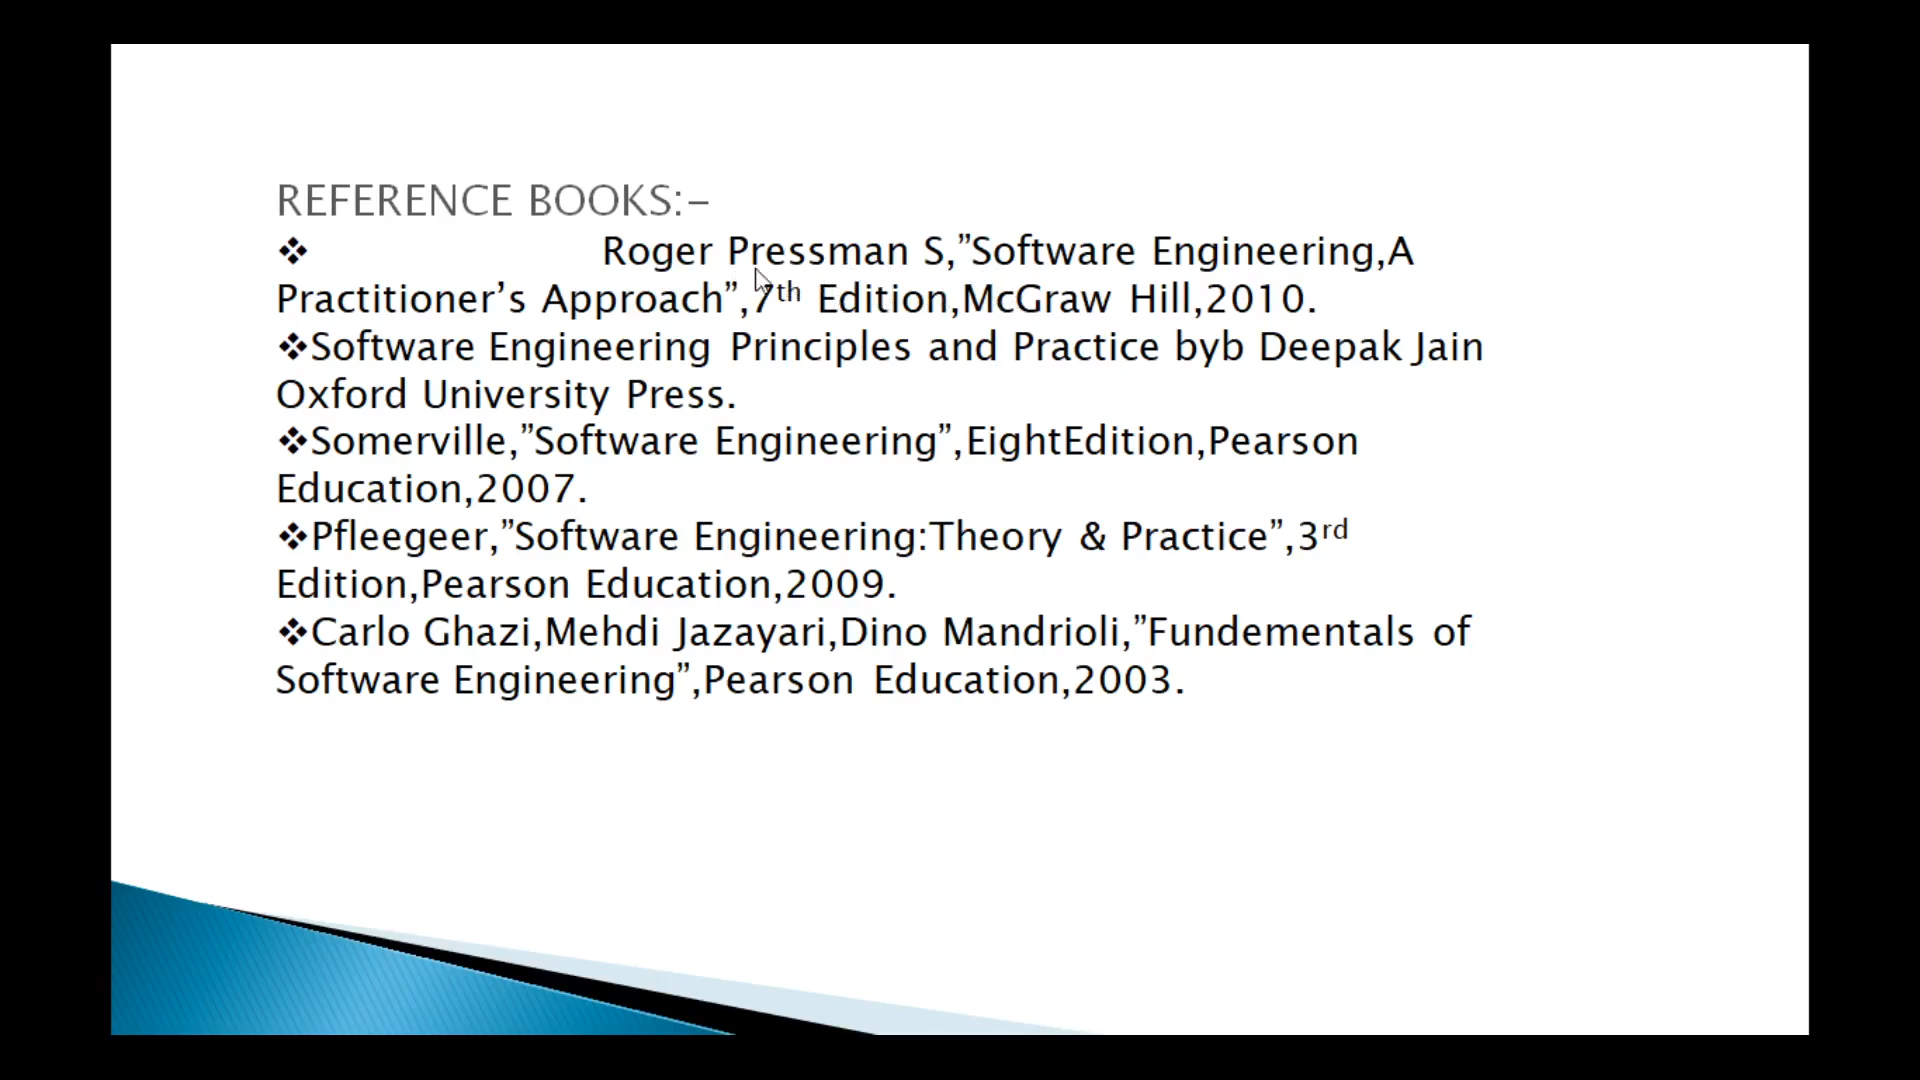 REFERENCE BOOKS:–
❖ Roger Pressman S,”Software Engineering,A
Practitioner’s Approach”,7th Edition,McGraw Hill,2010.
❖Software Engineering Principles and Practice byb Deepak Jain
Oxford University Press.
❖Somerville,”Software Engineering”,EightEdition,Pearson
Education,2007.
❖Pfleegeer,”Software Engineering:Theory & Practice”,3rd
Edition,Pearson Education,2009.
❖Carlo Ghazi,Mehdi Jazayari,Dino Mandrioli,”Fundementals of
Software Engineering”,Pearson Education,2003.